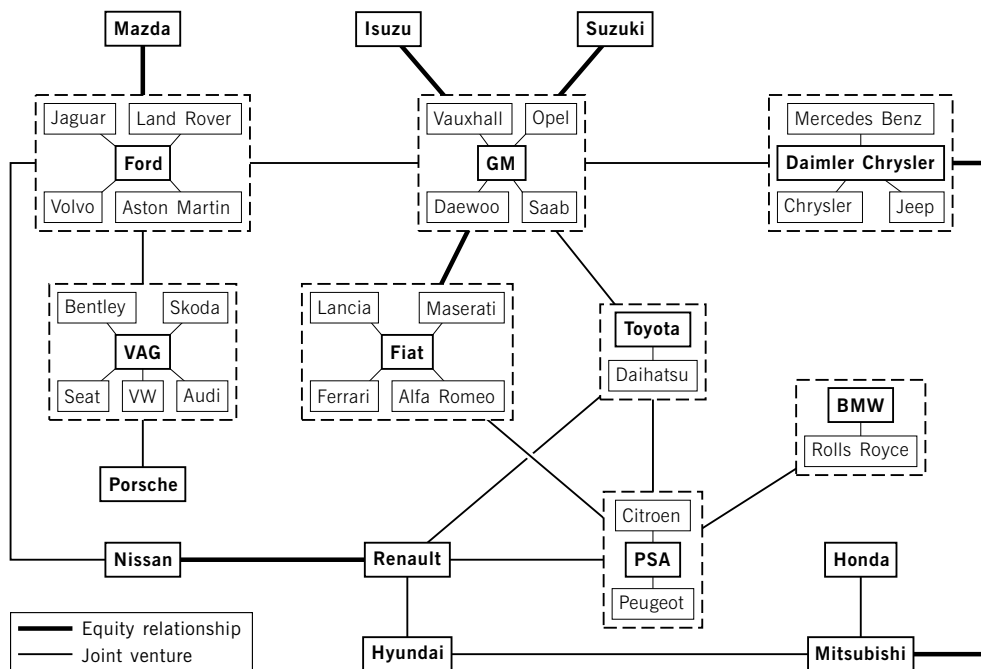 Mazda
Isuzu
Suzuki
Jaguar
Land Rover
Ford
Volvo
Aston Martin
Vauxhall
Opel
GM
Daewoo
Saab
Mercedes Benz
Daimler Chrysler
Chrysler
Jeep
Bentley
Skoda
VAG
Seat
VW
Audi
Lancia
Maserati
Fiat
Ferrari
Alfa Romeo
Toyota
Daihatsu
BMW
Rolls Royce
Porsche
Citroen
PSA
Peugeot
Nissan
Renault
Honda
Hyundai
Mitsubishi
Equity relationship
Joint venture